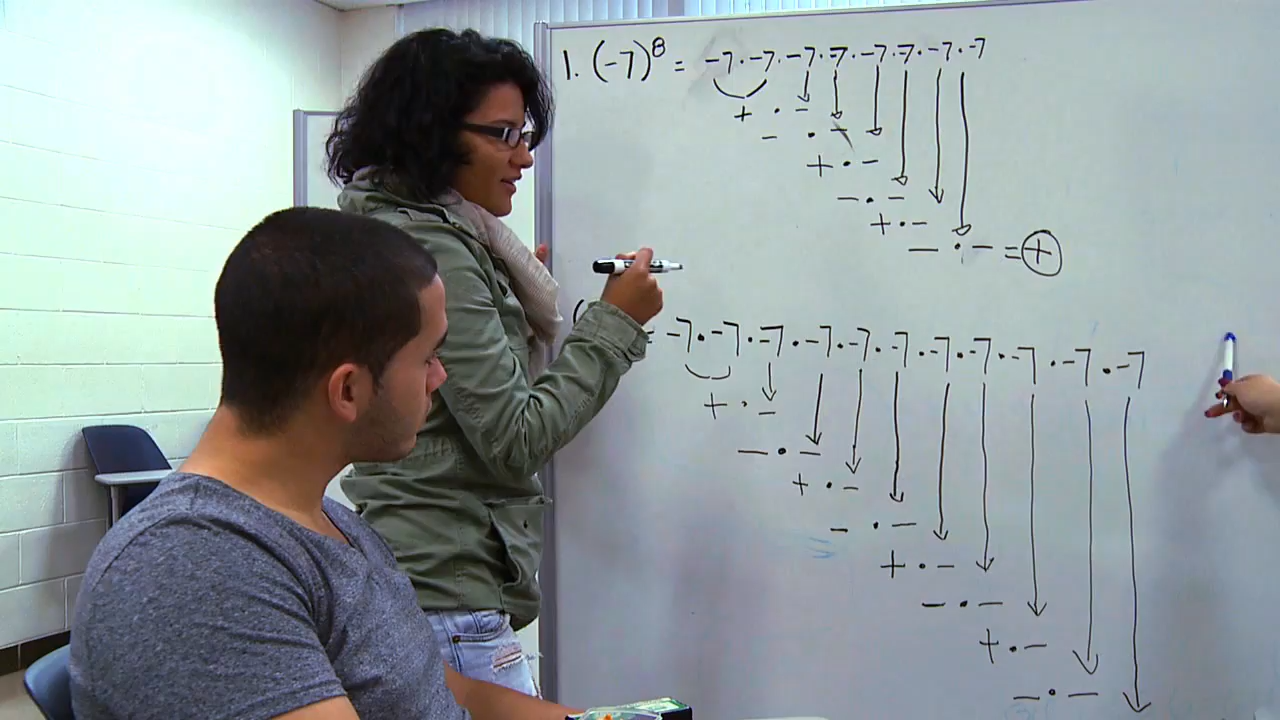 1. (-7)⁸ = -7 · -7 · -7 · -7 · -7 · -7 · -7 · -7
+ · -
- · -
+ · -
- · -
+ · -
- · - = +
( = -7 · -7 · -7 · -7 · -7 · -7 · -7 · -7 · -7 · -7 · -7
+ · -
- · -
+ · -
- · -
+ · -
- · -
+ · -
- · -